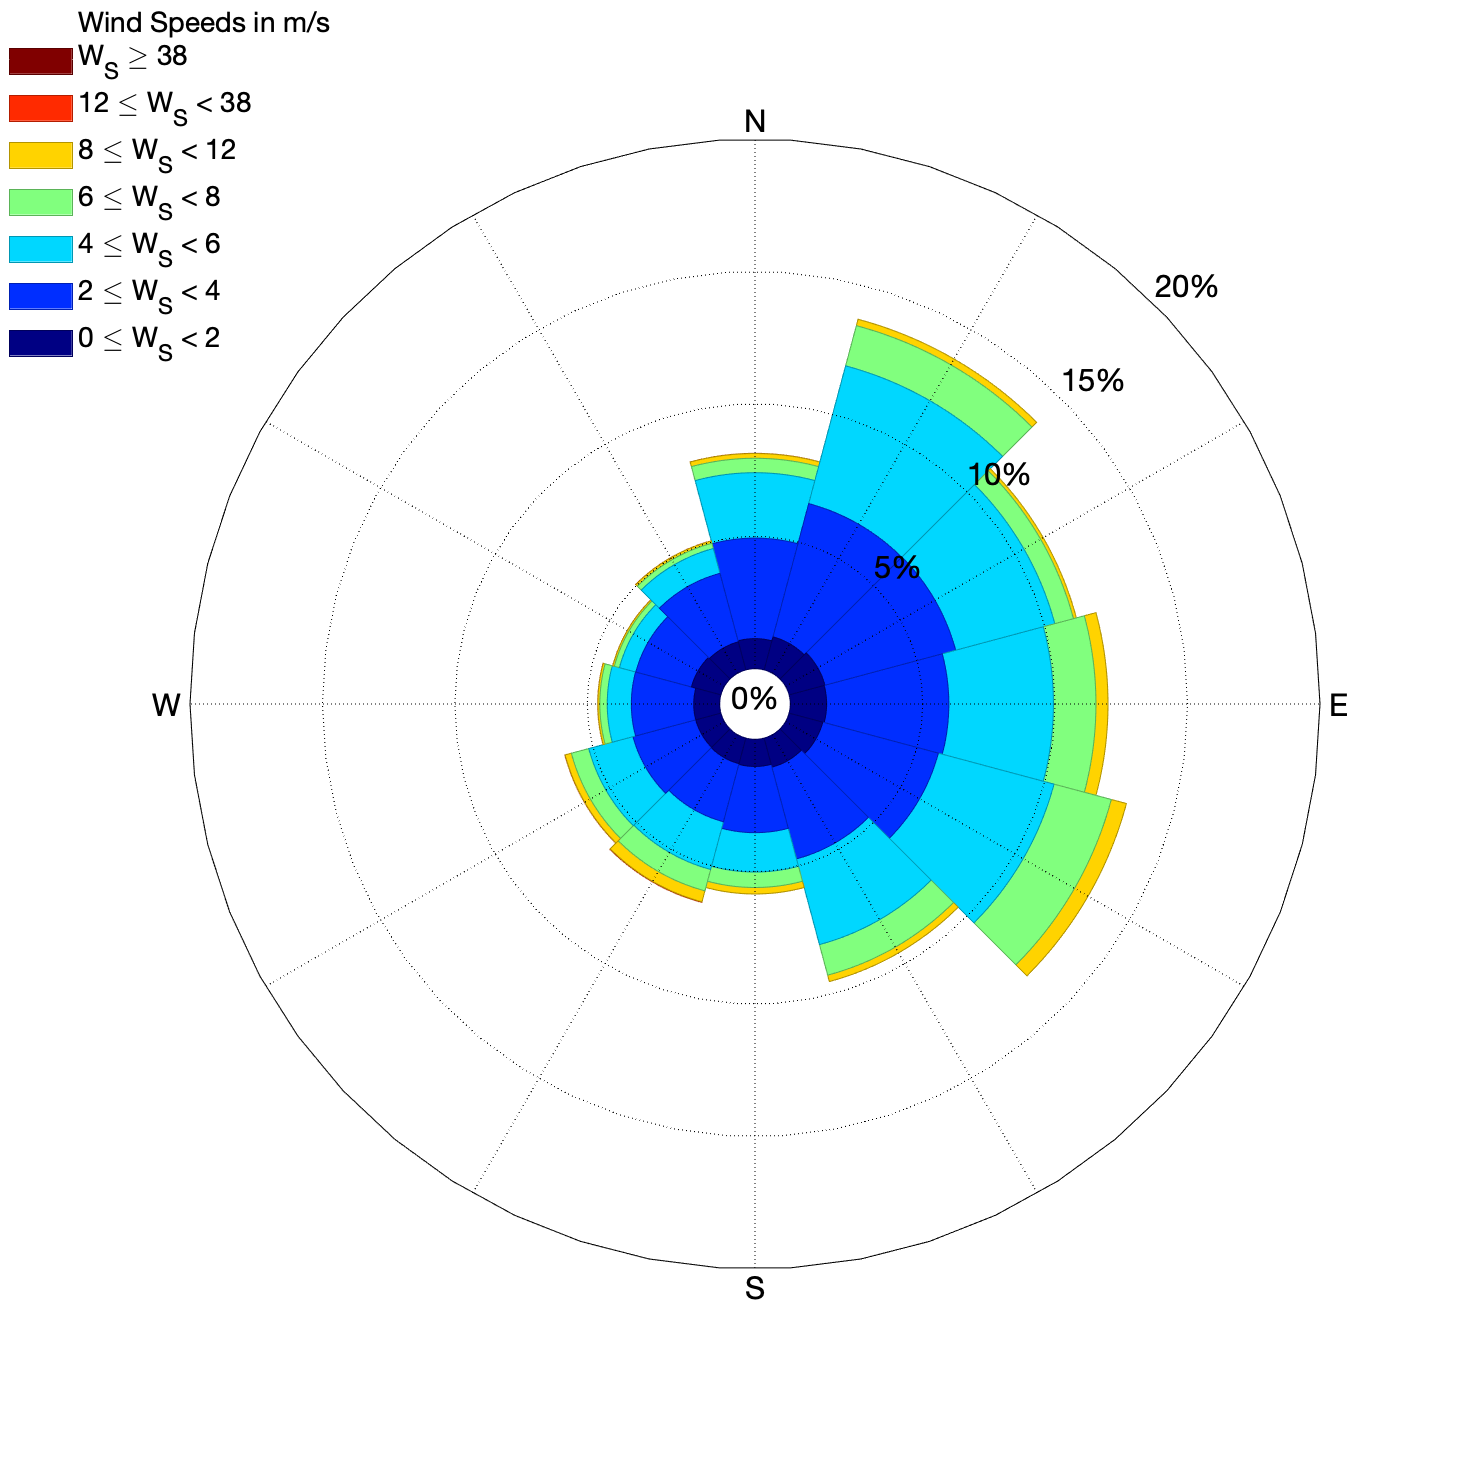 Wind Speeds in m/s
W_S ≥ 38
12 ≤ W_S < 38
8 ≤ W_S < 12
6 ≤ W_S < 8
4 ≤ W_S < 6
2 ≤ W_S < 4
0 ≤ W_S < 2
N
20%
15%
10%
5%
0%
W
E
S